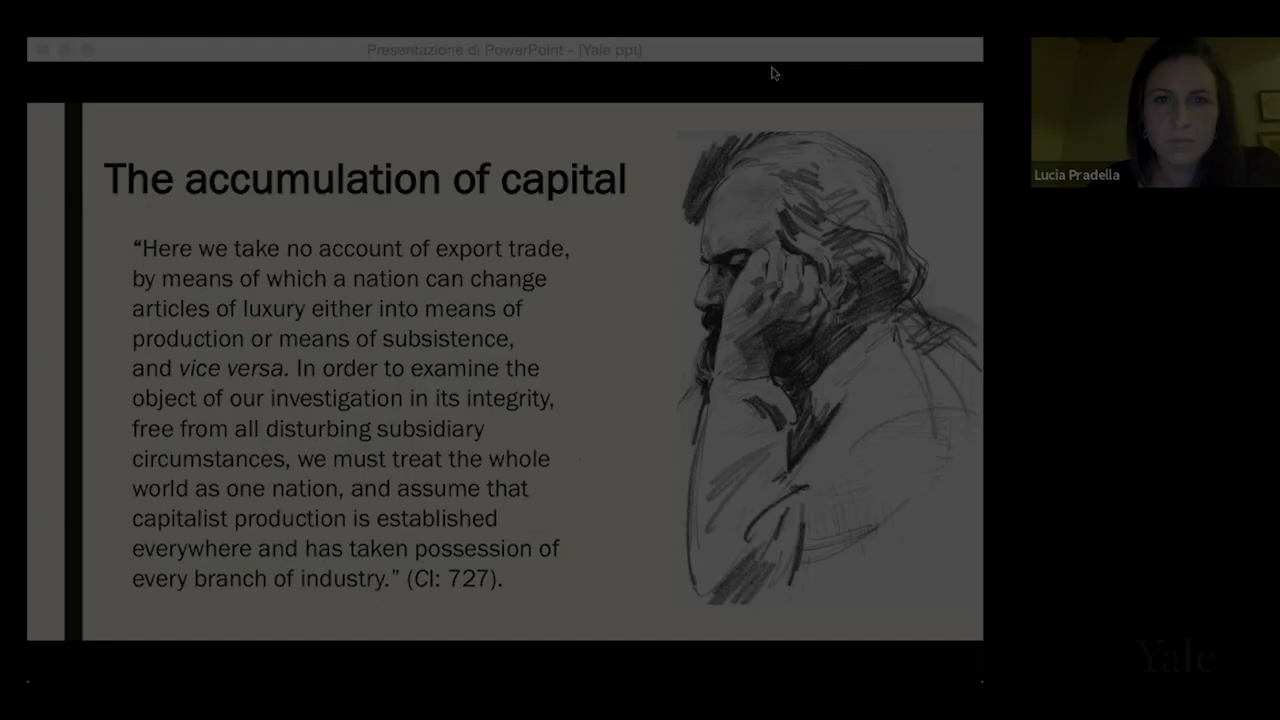 Presentazione di PowerPoint - [Yale ppt]
Lucia Pradella
The accumulation of capital
“Here we take no account of export trade,
by means of which a nation can change
articles of luxury either into means of
production or means of subsistence,
and vice versa. In order to examine the
object of our investigation in its integrity,
free from all disturbing subsidiary
circumstances, we must treat the whole
world as one nation, and assume that
capitalist production is established
everywhere and has taken possession of
every branch of industry.” (CI: 727).
Yale